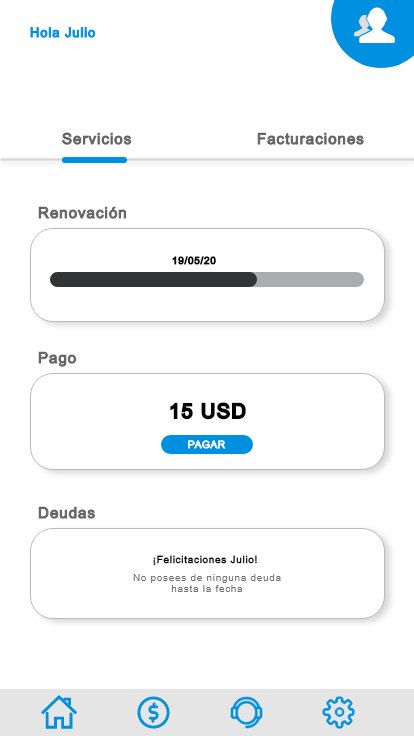 Hola Julio
Servicios Facturaciones
Renovación
19/05/20
Pago
15 USD
PAGAR
Deudas
¡Felicitaciones Julio!
No posees de ninguna deuda
hasta la fecha